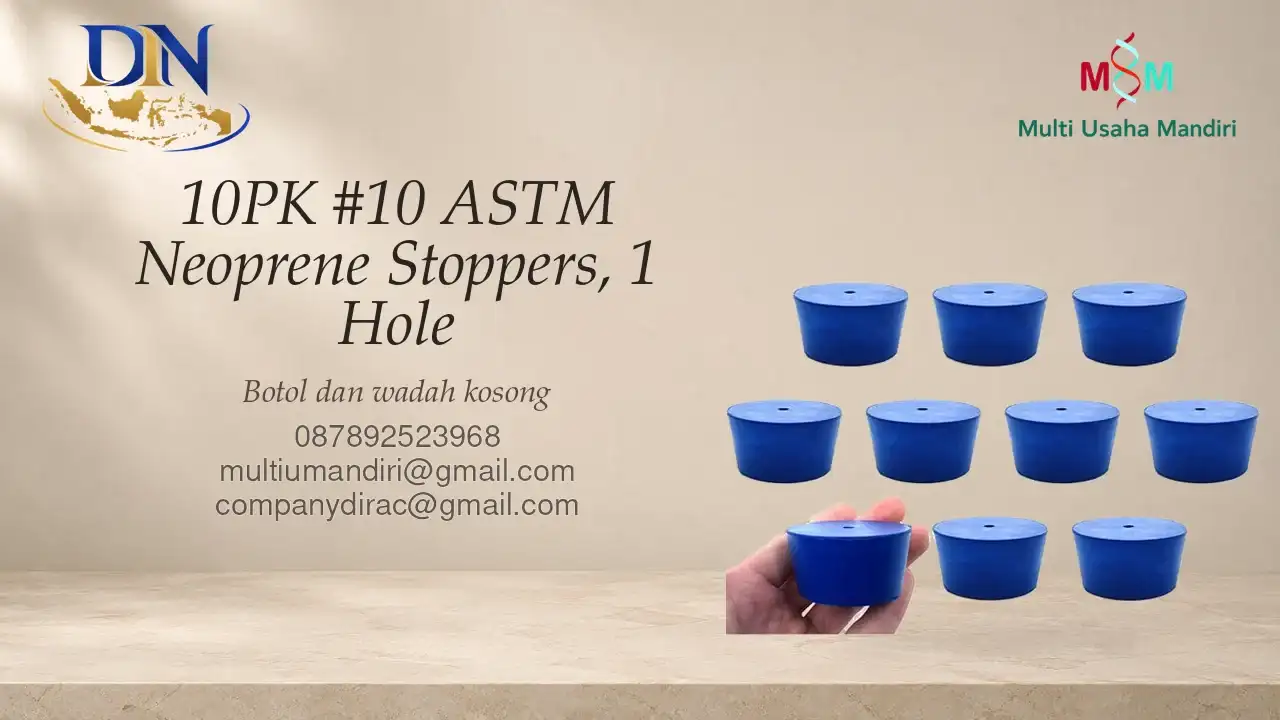 DN
MSM
Multi Usaha Mandiri
10PK #10 ASTM
Neoprene Stoppers, 1
Hole
Botol dan wadah kosong
087892523968
multiumandiri@gmail.com
companydirac@gmail.com